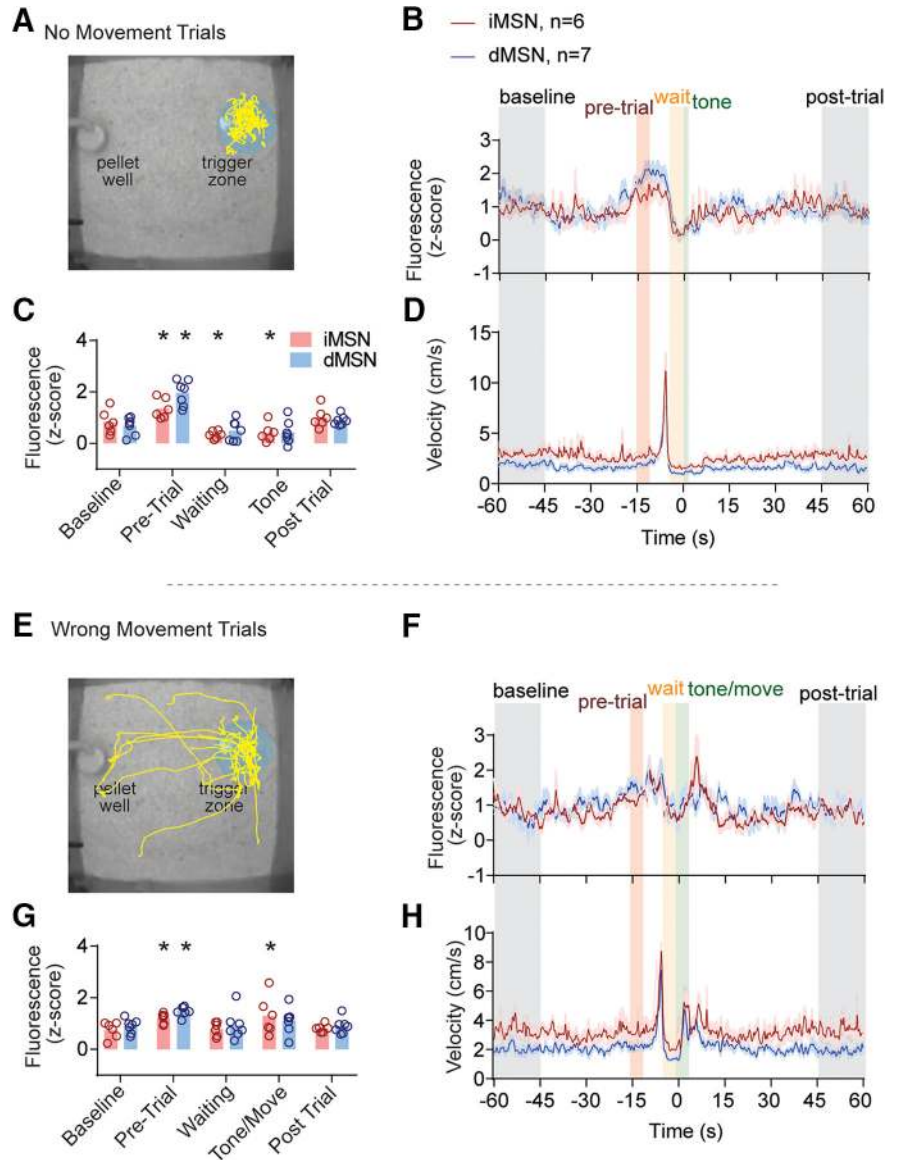 A No Movement Trials
pellet
well
trigger
zone
B
iMSN, n=6
dMSN, n=7
baseline
pre-trial
wait
tone
post-trial
Fluorescence
(z-score)
3
2
1
0
-1
C
Fluorescence
(z-score)
4
2
0
* * * *
iMSN
dMSN
Baseline
Pre-Trial
Waiting
Tone
Post Trial
D
Velocity (cm/s)
15
10
5
0
-60 -45 -30 -15 0 15 30 45 60
Time (s)
E Wrong Movement Trials
pellet
well
trigger
zone
F
baseline
pre-trial
wait
tone/move
post-trial
Fluorescence
(z-score)
3
2
1
0
-1
G
Fluorescence
(z-score)
4
2
0
* * *
Baseline
Pre-Trial
Waiting
Tone/Move
Post Trial
H
Velocity (cm/s)
10
8
6
4
2
0
-60 -45 -30 -15 0 15 30 45 60
Time (s)